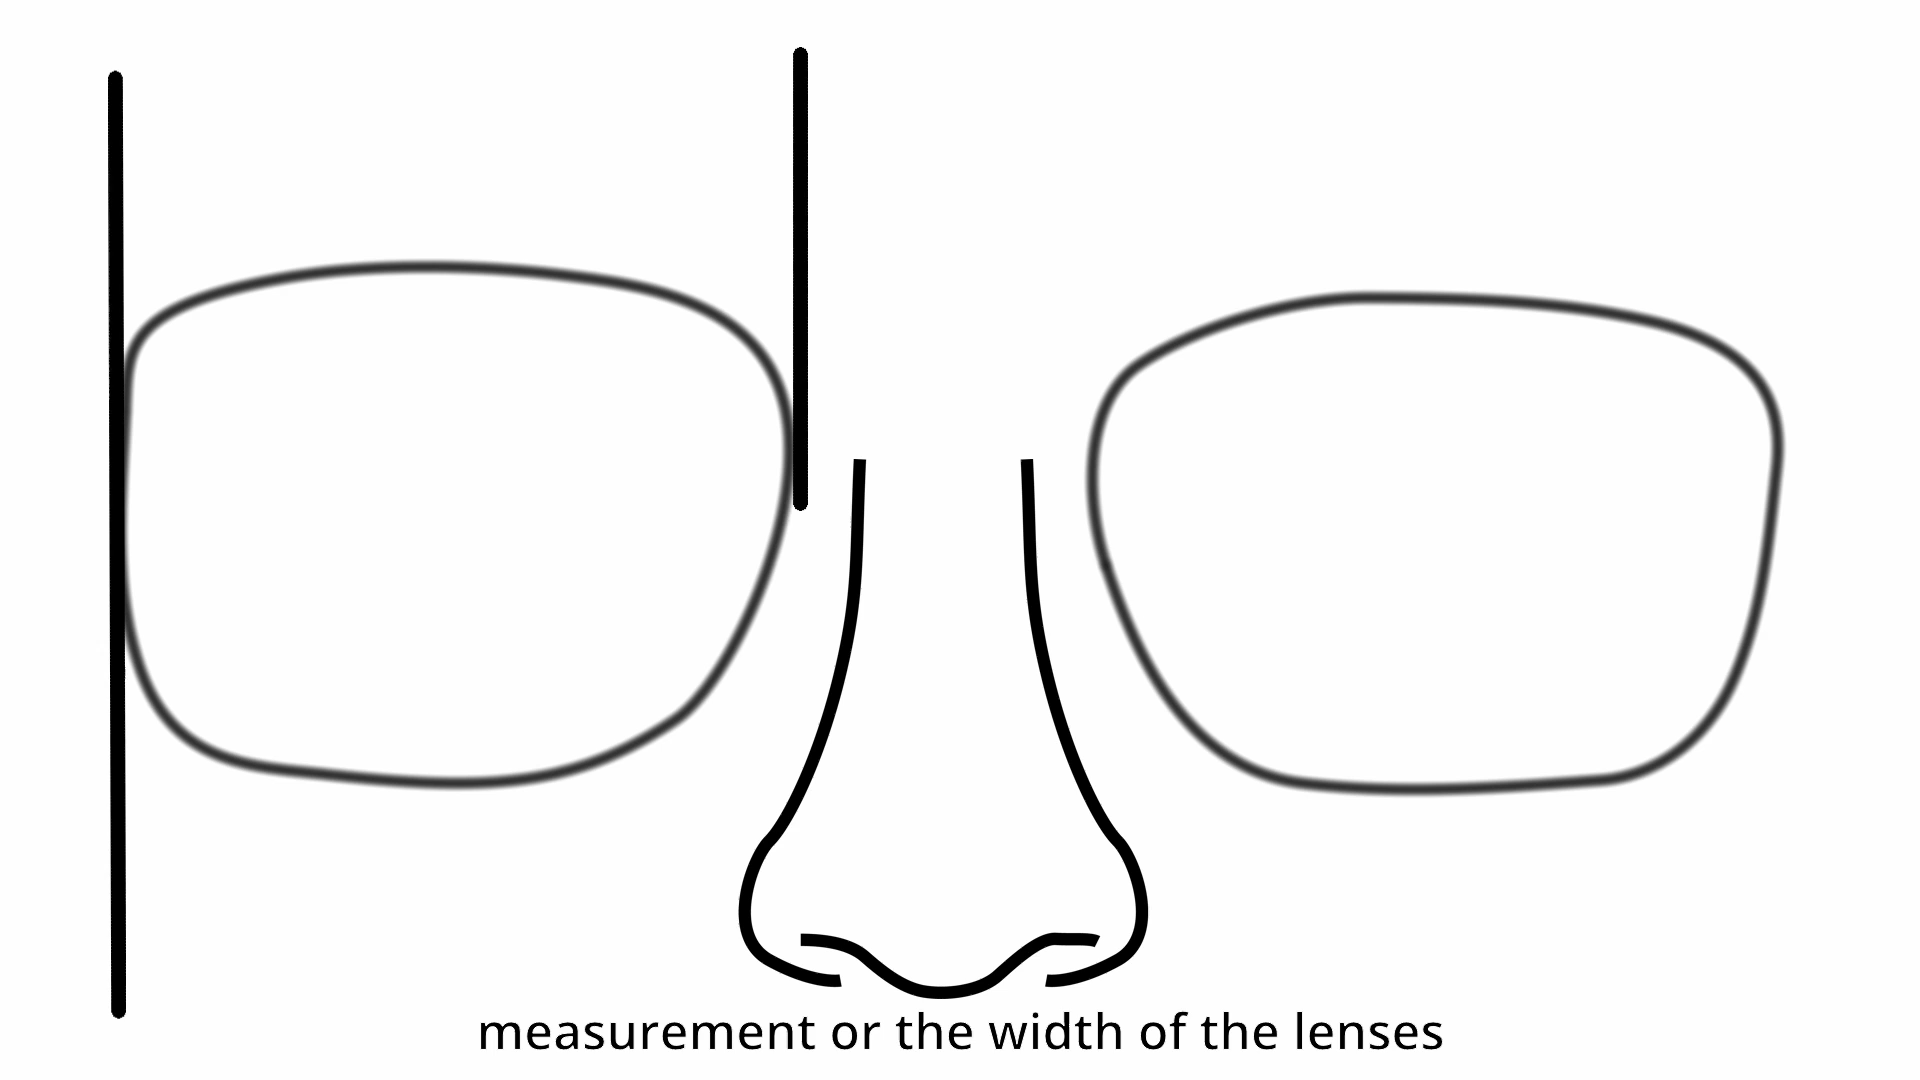 measurement or the width of the lenses